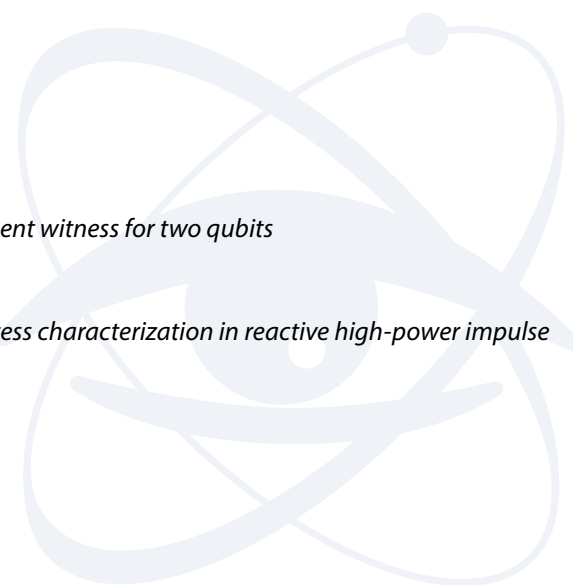 ent witness for two qubits
ess characterization in reactive high-power impulse